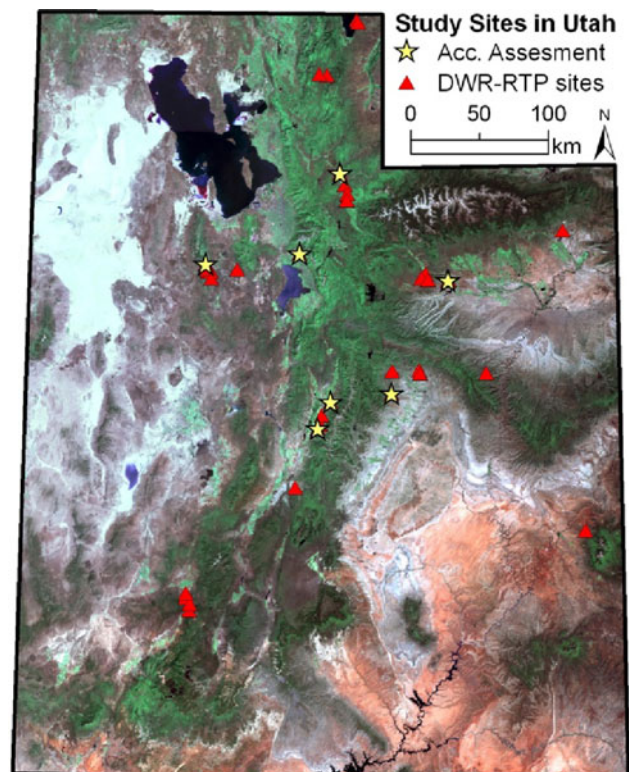 Study Sites in Utah
Acc. Assesment
DWR-RTP sites
0 50 100
km
N